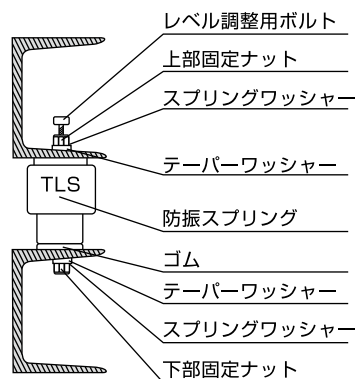 レベル調整用ボルト
上部固定ナット
スプリングワッシャー
テーパーワッシャー
TLS
防振スプリング
ゴム
テーパーワッシャー
スプリングワッシャー
下部固定ナット